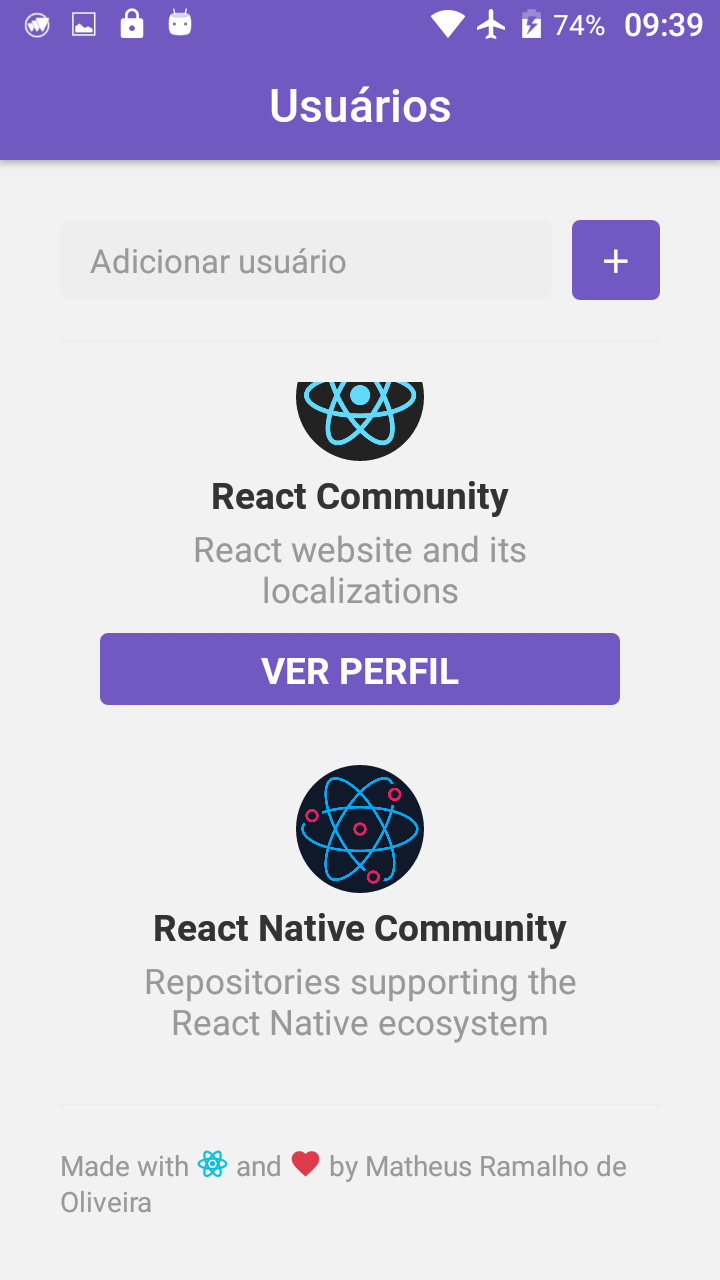 74% 09:39
Usuários
Adicionar usuário
+
React Community
React website and its
localizations
VER PERFIL
React Native Community
Repositories supporting the
React Native ecosystem
Made with and by Matheus Ramalho de
Oliveira